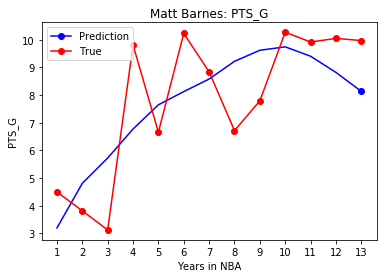 Matt Barnes: PTS_G
Prediction
True
PTS_G
10
9
8
7
6
5
4
3
1 2 3 4 5 6 7 8 9 10 11 12 13
Years in NBA